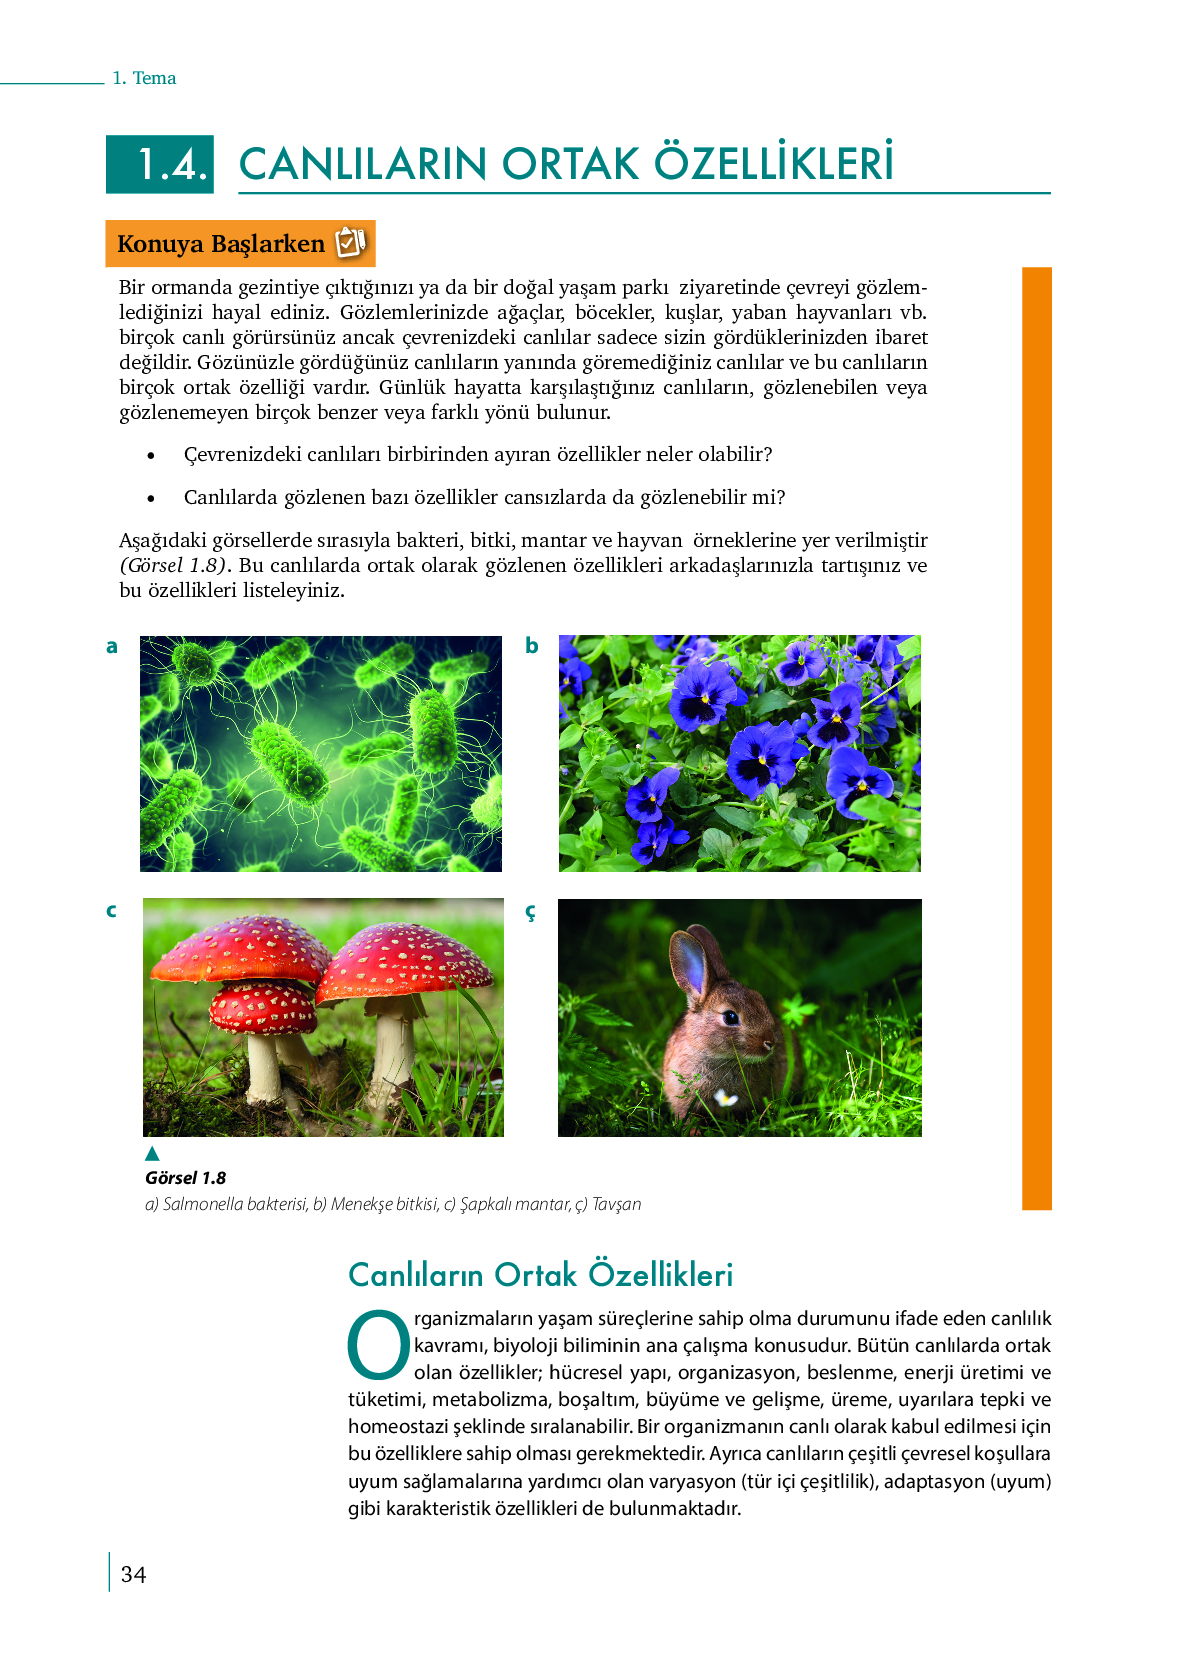 1. Tema
1.4. CANLILARIN ORTAK ÖZELLİKLERİ
Konuya Başlarken
Bir ormanda gezintiye çıktığınızı ya da bir doğal yaşam parkı ziyaretinde çevreyi gözlem-
lediğinizi hayal ediniz. Gözlemlerinizde ağaçlar, böcekler, kuşlar, yaban hayvanları vb.
birçok canlı görürsünüz ancak çevrenizdeki canlılar sadece sizin gördüklerinizden ibaret
değildir. Gözünüzle gördüğünüz canlıların yanında göremediğiniz canlılar ve bu canlıların
birçok ortak özelliği vardır. Günlük hayatta karşılaştığınız canlıların, gözlenebilen veya
gözlenemeyen birçok benzer veya farklı yönü bulunur.
• Çevrenizdeki canlıları birbirinden ayıran özellikler neler olabilir?
• Canlılarda gözlenen bazı özellikler cansızlarda da gözlenebilir mi?
Aşağıdaki görsellerde sırasıyla bakteri, bitki, mantar ve hayvan örneklerine yer verilmiştir
(Görsel 1.8). Bu canlılarda ortak olarak gözlenen özellikleri arkadaşlarınızla tartışınız ve
bu özellikleri listeleyiniz.
a
b
c
ç
Görsel 1.8
a) Salmonella bakterisi, b) Menekşe bitkisi, c) Şapkalı mantar, ç) Tavşan
Canlıların Ortak Özellikleri
Organizmaların yaşam süreçlerine sahip olma durumunu ifade eden canlılık
kavramı, biyoloji biliminin ana çalışma konusudur. Bütün canlılarda ortak
olan özellikler; hücresel yapı, organizasyon, beslenme, enerji üretimi ve
tüketimi, metabolizma, boşaltım, büyüme ve gelişme, üreme, uyarılara tepki ve
homeostazi şeklinde sıralanabilir. Bir organizmanın canlı olarak kabul edilmesi için
bu özelliklere sahip olması gerekmektedir. Ayrıca canlıların çeşitli çevresel koşullara
uyum sağlamalarına yardımcı olan varyasyon (tür içi çeşitlilik), adaptasyon (uyum)
gibi karakteristik özellikleri de bulunmaktadır.
34